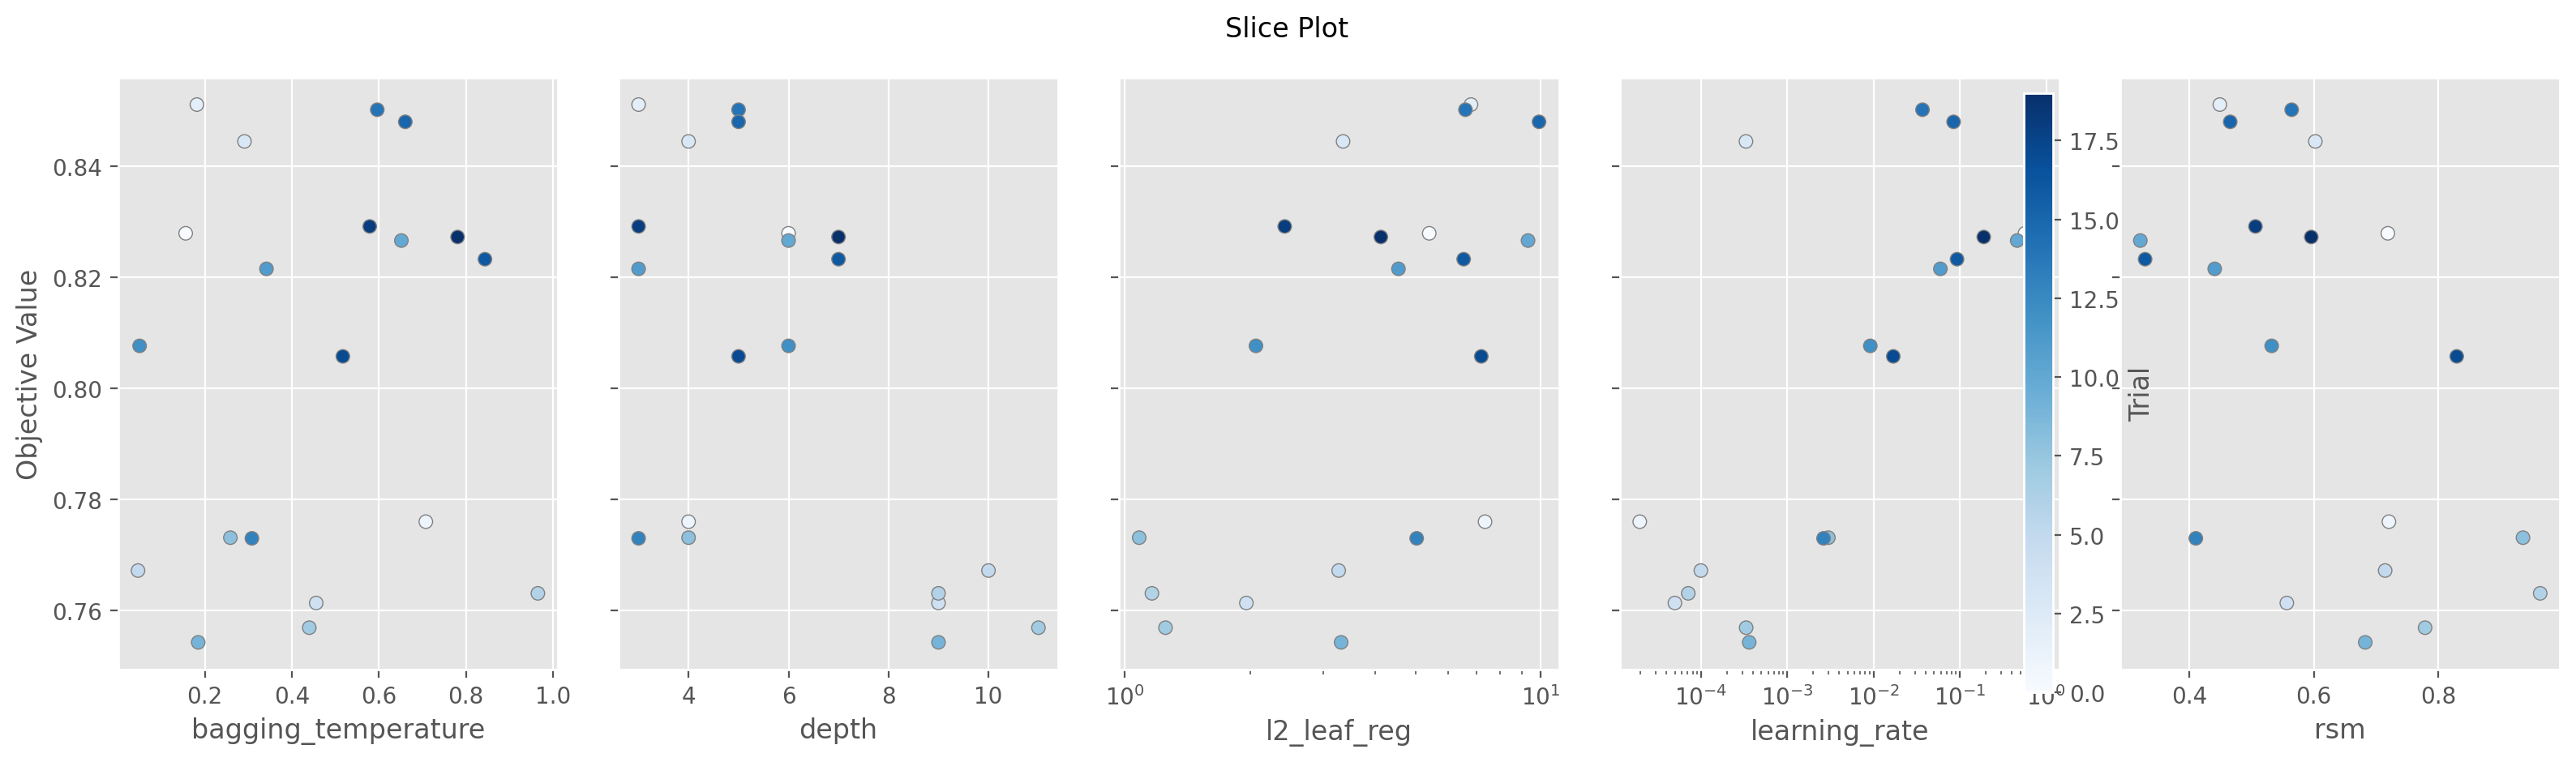 Slice Plot
Objective Value
0.84
0.82
0.80
0.78
0.76
0.2 0.4 0.6 0.8 1.0
bagging_temperature
4 6 8 10
depth
10⁰ 10¹
l2_leaf_reg
10⁻⁴ 10⁻³ 10⁻² 10⁻¹
learning_rate
17.5
15.0
12.5
10.0
7.5
5.0
2.5
0.0
Trial
0.4 0.6 0.8
rsm